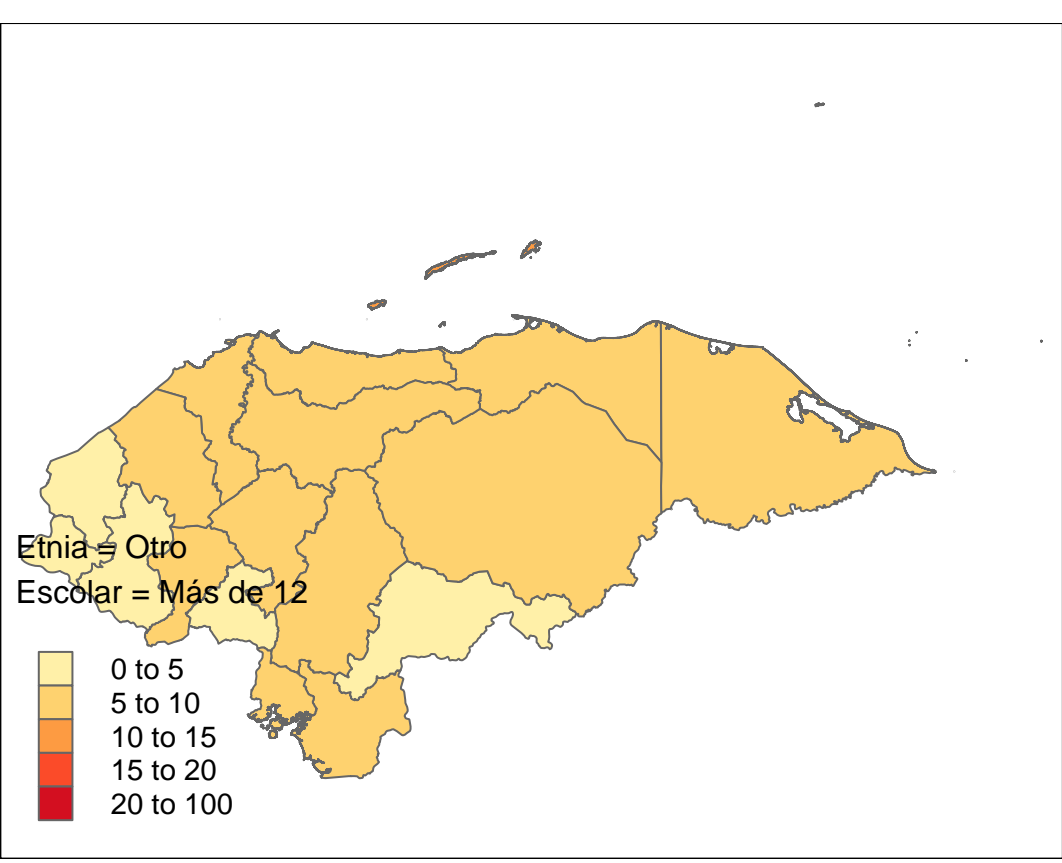 Etnia = Otro
Escolar = Más de 12
0 to 5
5 to 10
10 to 15
15 to 20
20 to 100